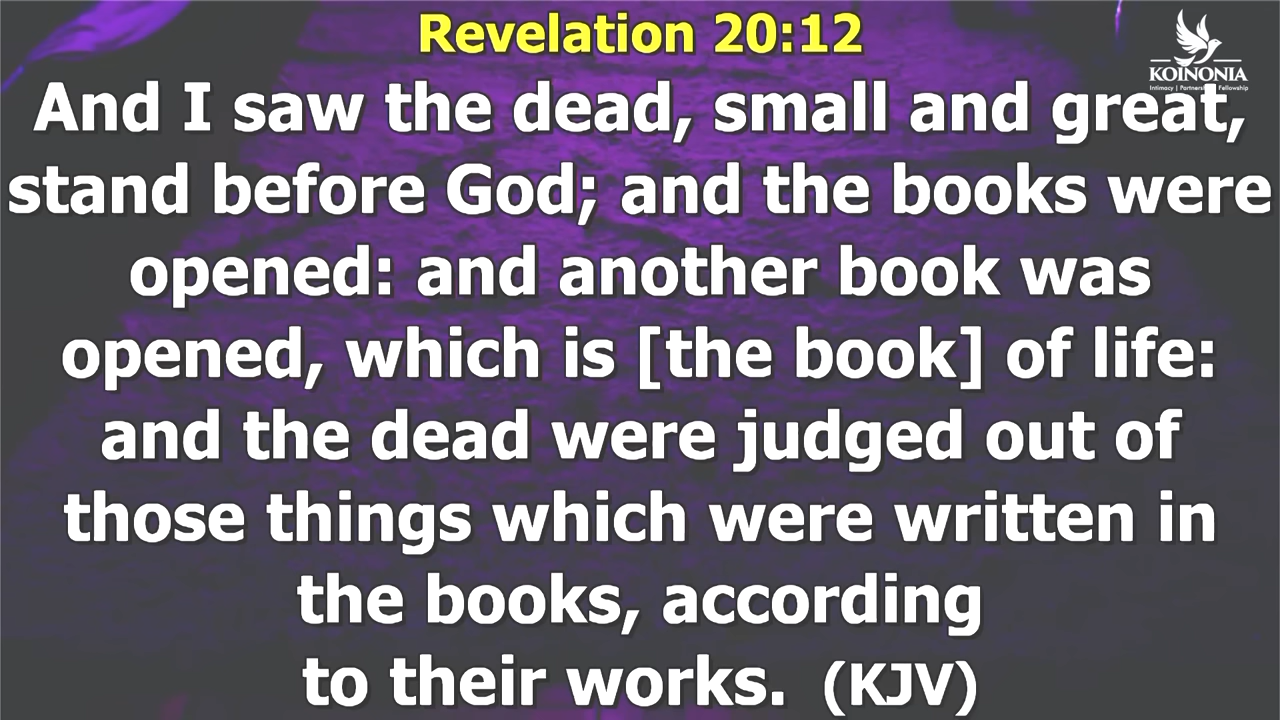 Revelation 20:12
KOINONIA
Intimacy | Partnership | Fellowship
And I saw the dead, small and great,
stand before God; and the books were
opened: and another book was
opened, which is [the book] of life:
and the dead were judged out of
those things which were written in
the books, according
to their works. (KJV)